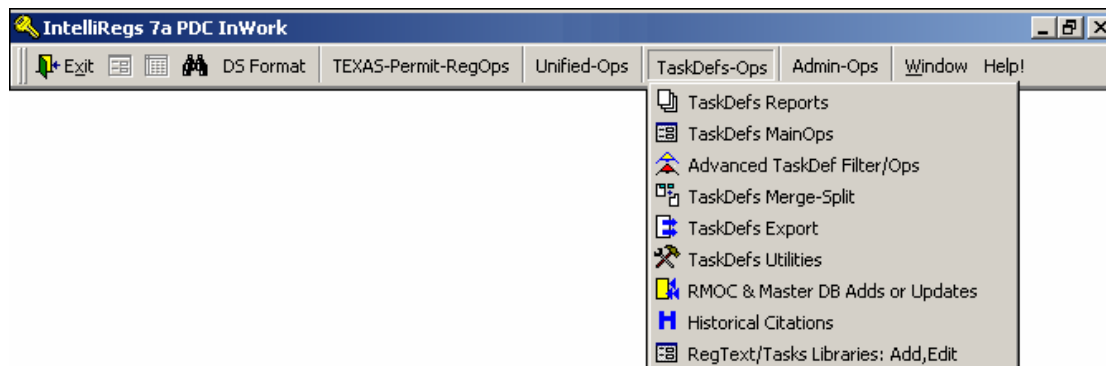 IntelliRegs 7a PDC InWork
Exit DS Format TEXAS-Permit-RegOps Unified-Ops TaskDefs-Ops Admin-Ops Window Help!
TaskDefs Reports
TaskDefs MainOps
Advanced TaskDef Filter/Ops
TaskDefs Merge-Split
TaskDefs Export
TaskDefs Utilities
RMOC & Master DB Adds or Updates
H Historical Citations
RegText/Tasks Libraries: Add,Edit